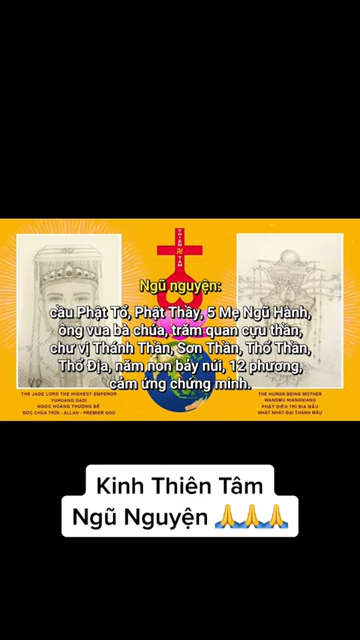 THIÊN
TÂM
Ngũ nguyện:
cầu Phật Tổ, Phật Thầy, 5 Mẹ Ngũ Hành,
ông vua bà chúa, trăm quan cựu thần,
chư vị Thánh Thần, Sơn Thần, Thổ Thần,
Thổ Địa, năm non bảy núi, 12 phương,
cảm ứng chứng minh.
THE JADE LORD THE HIGHEST EMPEROR
YUHUANG DADI
NGỌC HOÀNG THƯỢNG ĐẾ
ĐỨC CHÚA TRỜI - ALLAH - PREMIER GOD
THE HUMAN BEING MOTHER
WANGMU NIANGNIANG
PHẬT DIÊU TRÌ ĐỊA MẪU
NHẤT NHẤT ĐẠI THÁNH MẪU
Kinh Thiên Tâm
Ngũ Nguyện 🙏🙏🙏